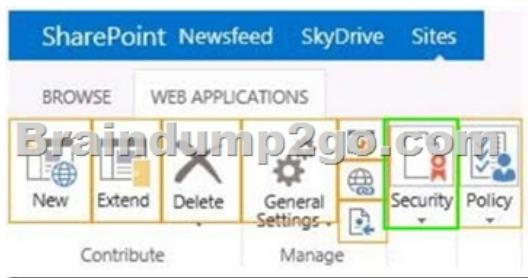 SharePoint Newsfeed SkyDrive Sites
BROWSE WEB APPLICATIONS
Braindump2go.com
New Extend Delete General Settings Security Policy
Contribute Manage